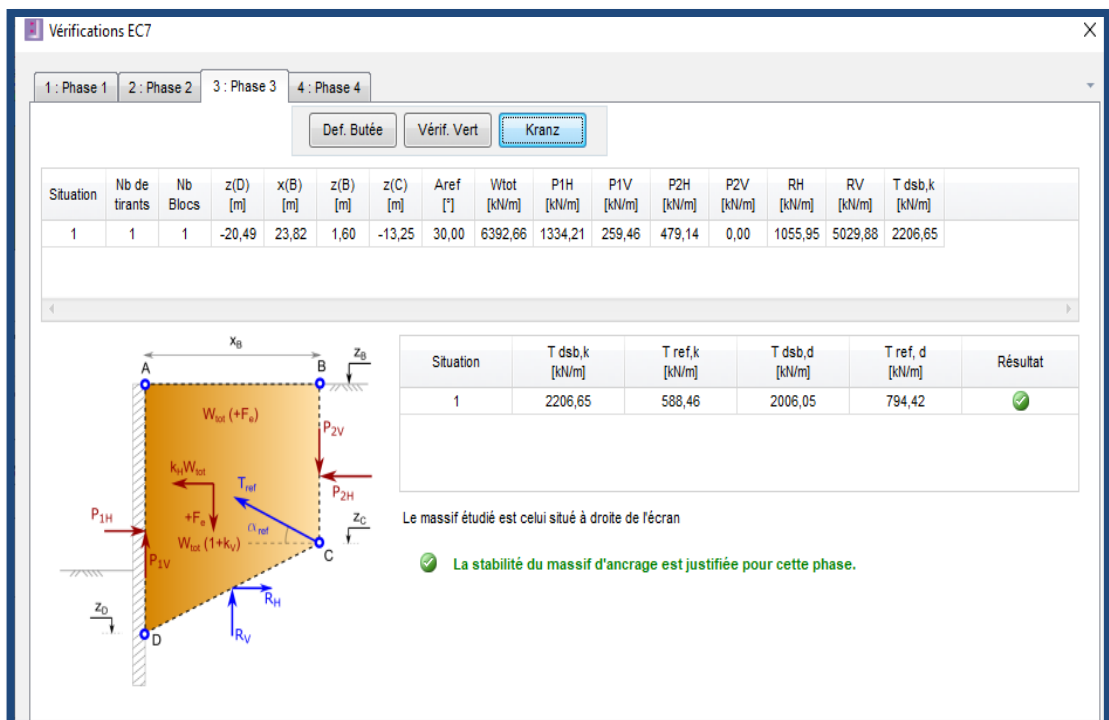 Vérifications EC7
1 : Phase 1 2 : Phase 2 3 : Phase 3 4 : Phase 4
Def. Butée Vérif. Vert Kranz
Situation Nb de tirants Nb Blocs z(D) [m] x(B) [m] z(B) [m] z(C) [m] Aref [°] Wtot [kN/m] P1H [kN/m] P1V [kN/m] P2H [kN/m] P2V [kN/m] RH [kN/m] RV [kN/m] T dsb,k [kN/m]
1 1 1 -20,49 23,82 1,60 -13,25 30,00 6392,66 1334,21 259,46 479,14 0,00 1055,95 5029,88 2206,65
xB
A B zB
Wtot (+Fe)
P2V
kHWtot
Tref
P2H
P1H
+Fe
αref
zC
Wtot (1+kV)
C
P1V
RH
zD
D
RV
Situation T dsb,k [kN/m] T ref,k [kN/m] T dsb,d [kN/m] T ref, d [kN/m] Résultat
1 2206,65 588,46 2006,05 794,42
Le massif étudié est celui situé à droite de l'écran
La stabilité du massif d'ancrage est justifiée pour cette phase.